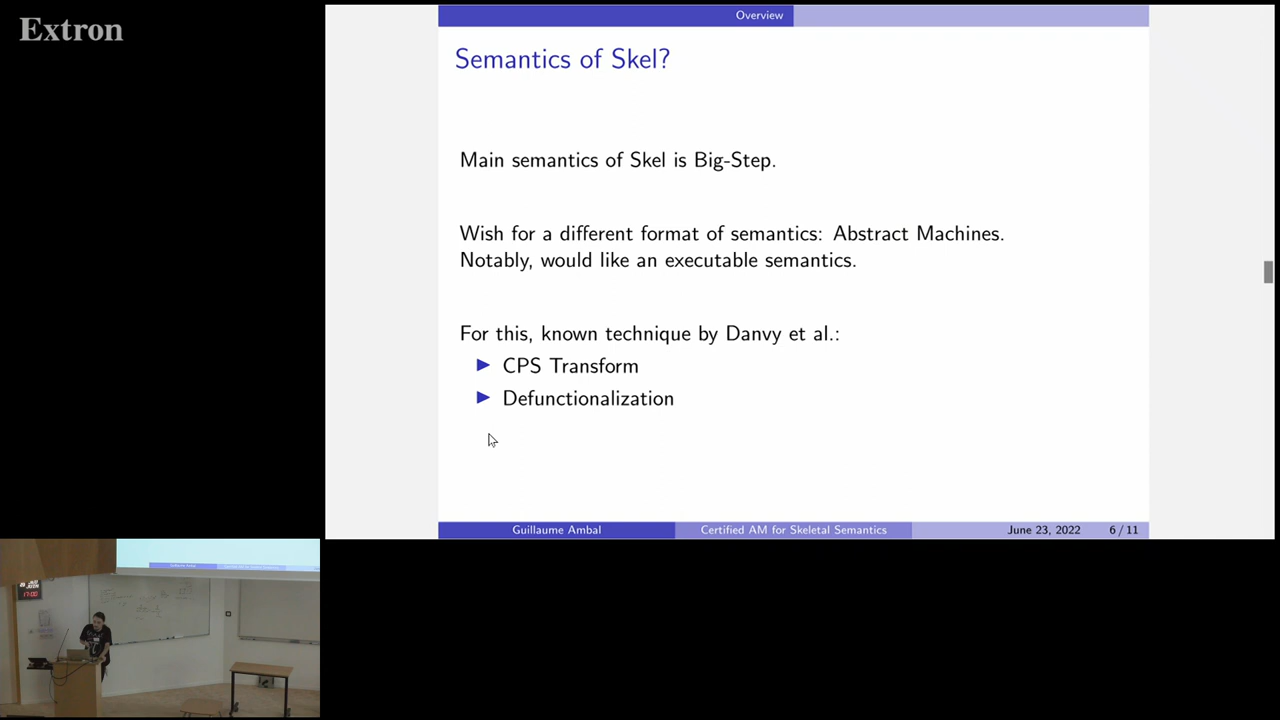 Extron
Overview
Semantics of Skel?
Main semantics of Skel is Big-Step.
Wish for a different format of semantics: Abstract Machines.
Notably, would like an executable semantics.
For this, known technique by Danvy et al.:
▶ CPS Transform
▶ Defunctionalization
Guillaume Ambal Certified AM for Skeletal Semantics June 23, 2022 6 / 11
17:00